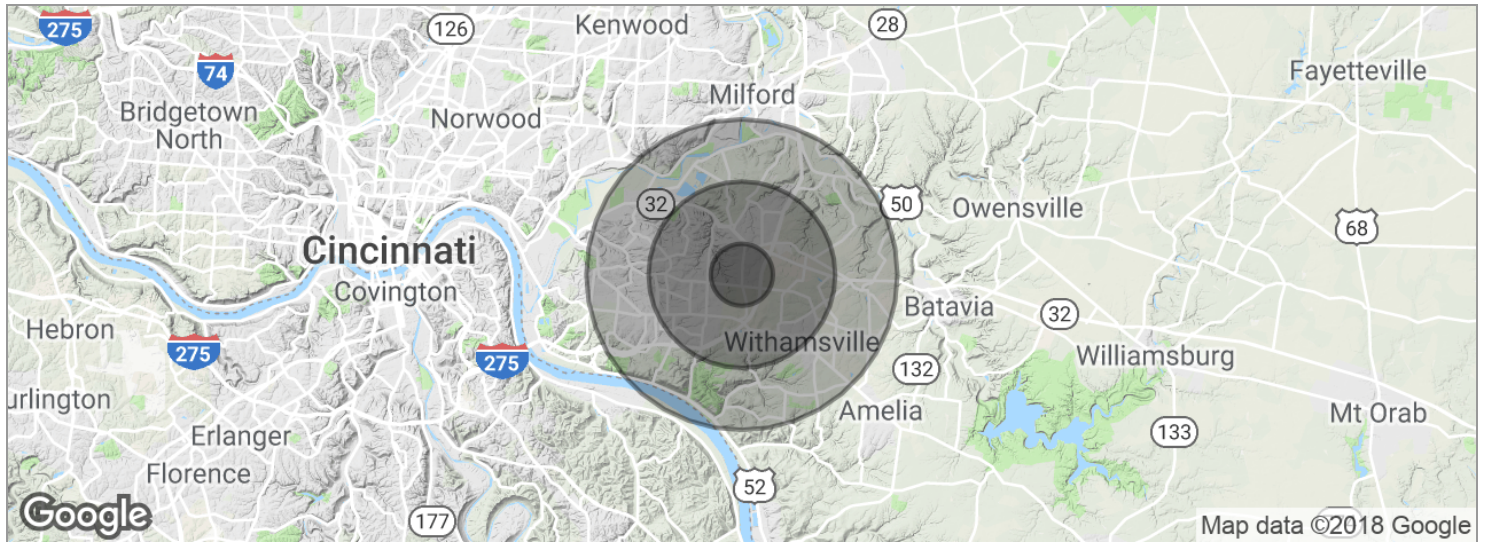 275
126
Kenwood
28
74
Fayetteville
Milford
Bridgetown
North
Norwood
32
50
Owensville
68
Cincinnati
Covington
Batavia
Hebron
32
Withamsville
275
275
Williamsburg
132
urlington
Amelia
Mt Orab
Erlanger
133
Florence
52
177
Google
Map data ©2018 Google